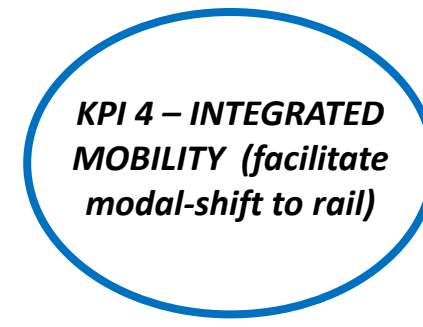 KPI 4 – INTEGRATED
MOBILITY (facilitate
modal-shift to rail)